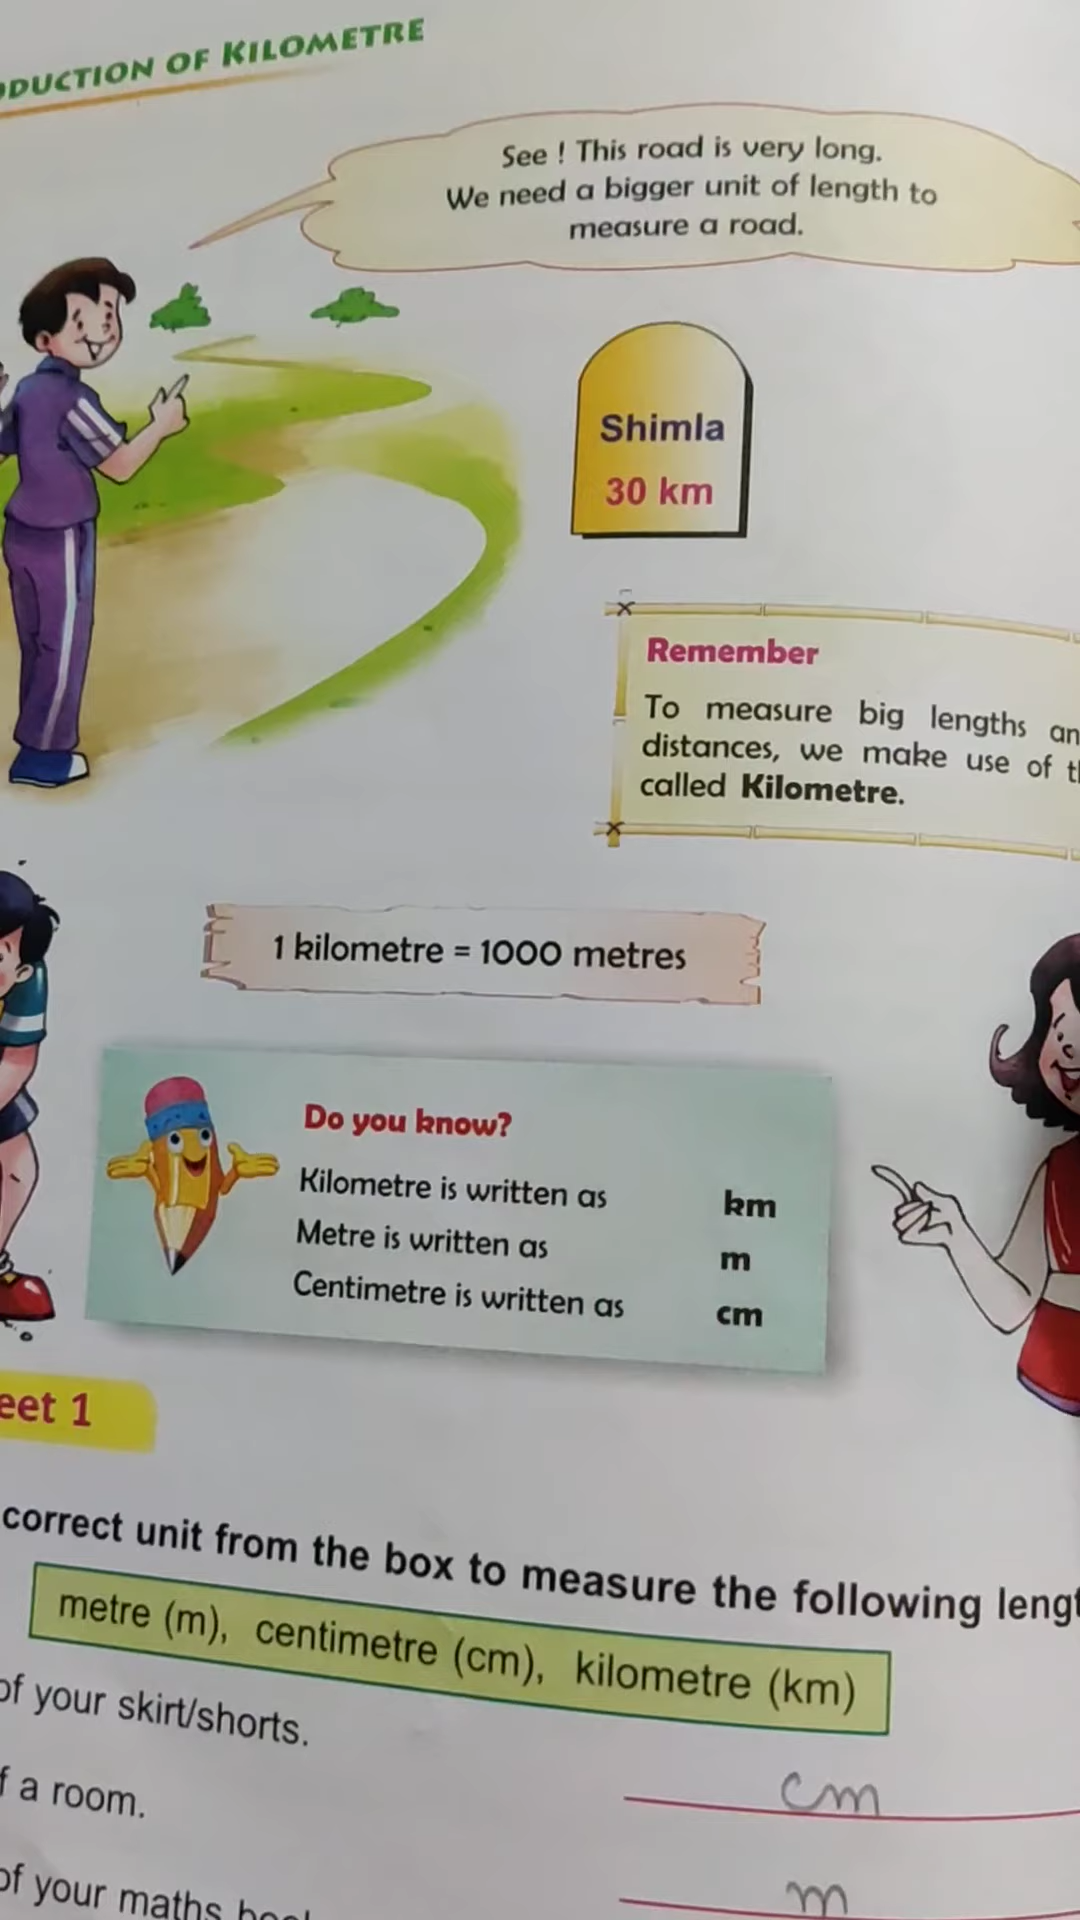 ODUCTION OF KILOMETRE
See ! This road is very long.
We need a bigger unit of length to
measure a road.
Shimla
30 km
Remember
To measure big lengths an
distances, we make use of th
called Kilometre.
1 kilometre = 1000 metres
Do you know?
Kilometre is written as km
Metre is written as m
Centimetre is written as cm
eet 1
correct unit from the box to measure the following lengt
metre (m), centimetre (cm), kilometre (km)
of your skirt/shorts.
cm
f a room.
m
of your maths